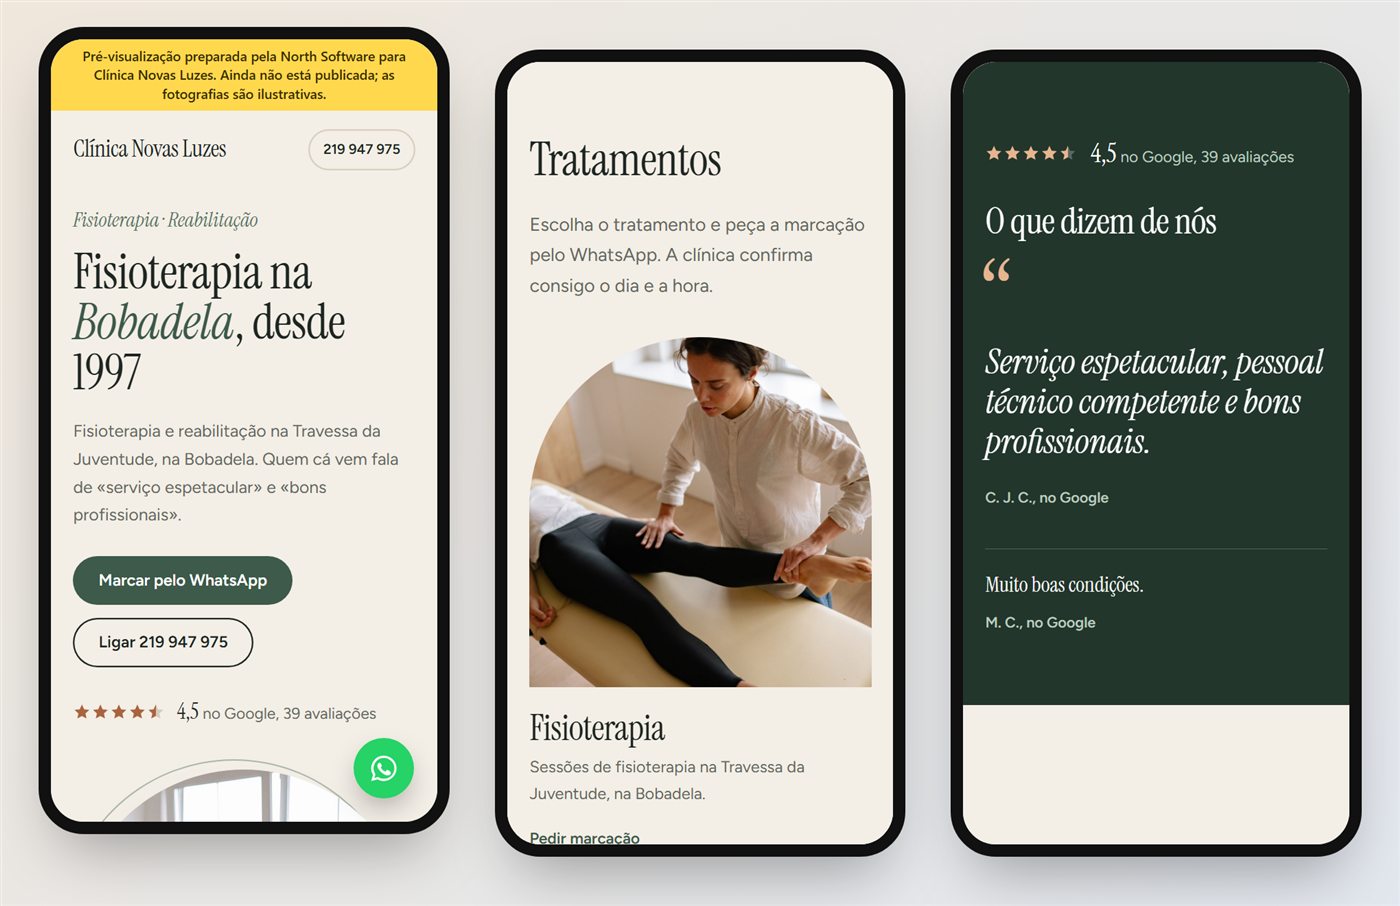 Pré-visualização preparada pela North Software para
Clínica Novas Luzes. Ainda não está publicada; as
fotografias são ilustrativas.
Clínica Novas Luzes
219 947 975
Fisioterapia · Reabilitação
Fisioterapia na
Bobadela, desde
1997
Fisioterapia e reabilitação na Travessa da
Juventude, na Bobadela. Quem cá vem fala
de «serviço espetacular» e «bons
profissionais».
Marcar pelo WhatsApp
Ligar 219 947 975
4,5 no Google, 39 avaliações
Tratamentos
Escolha o tratamento e peça a marcação
pelo WhatsApp. A clínica confirma
consigo o dia e a hora.
Fisioterapia
Sessões de fisioterapia na Travessa da
Juventude, na Bobadela.
Pedir marcação
4,5 no Google, 39 avaliações
O que dizem de nós
“
Serviço espetacular, pessoal
técnico competente e bons
profissionais.
C. J. C., no Google
Muito boas condições.
M. C., no Google